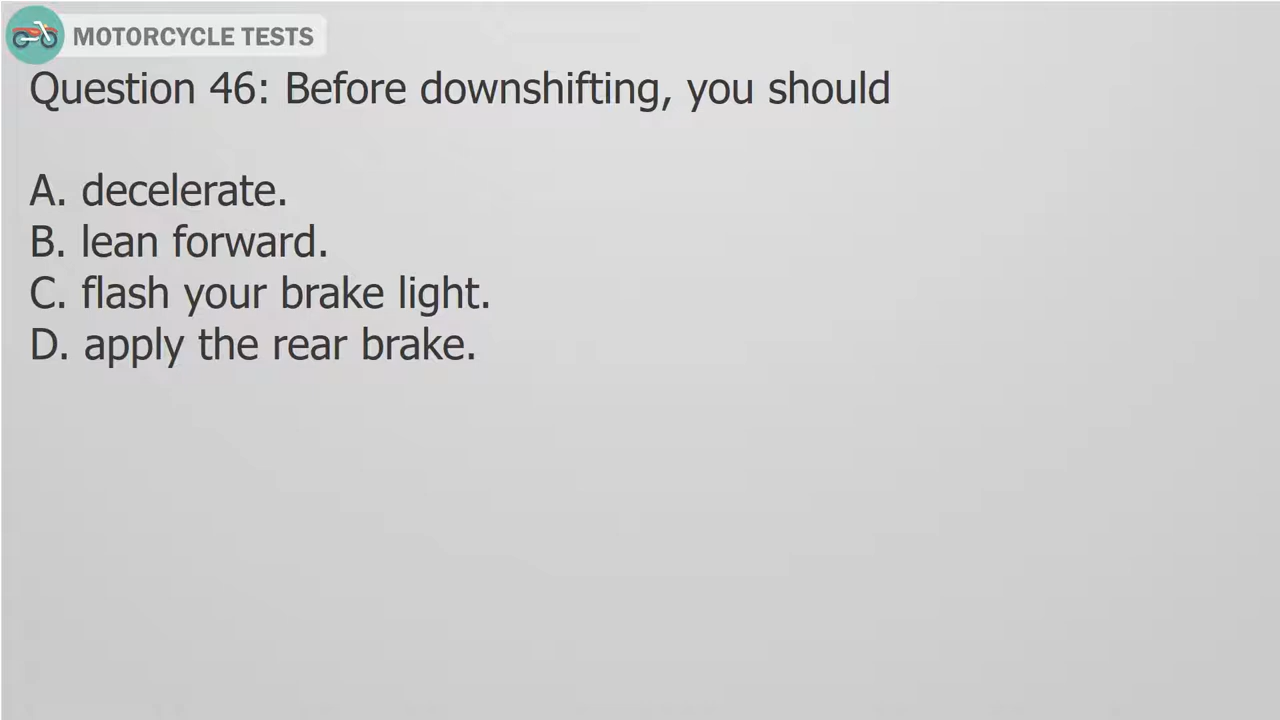 MOTORCYCLE TESTS
Question 46: Before downshifting, you should
A. decelerate.
B. lean forward.
C. flash your brake light.
D. apply the rear brake.